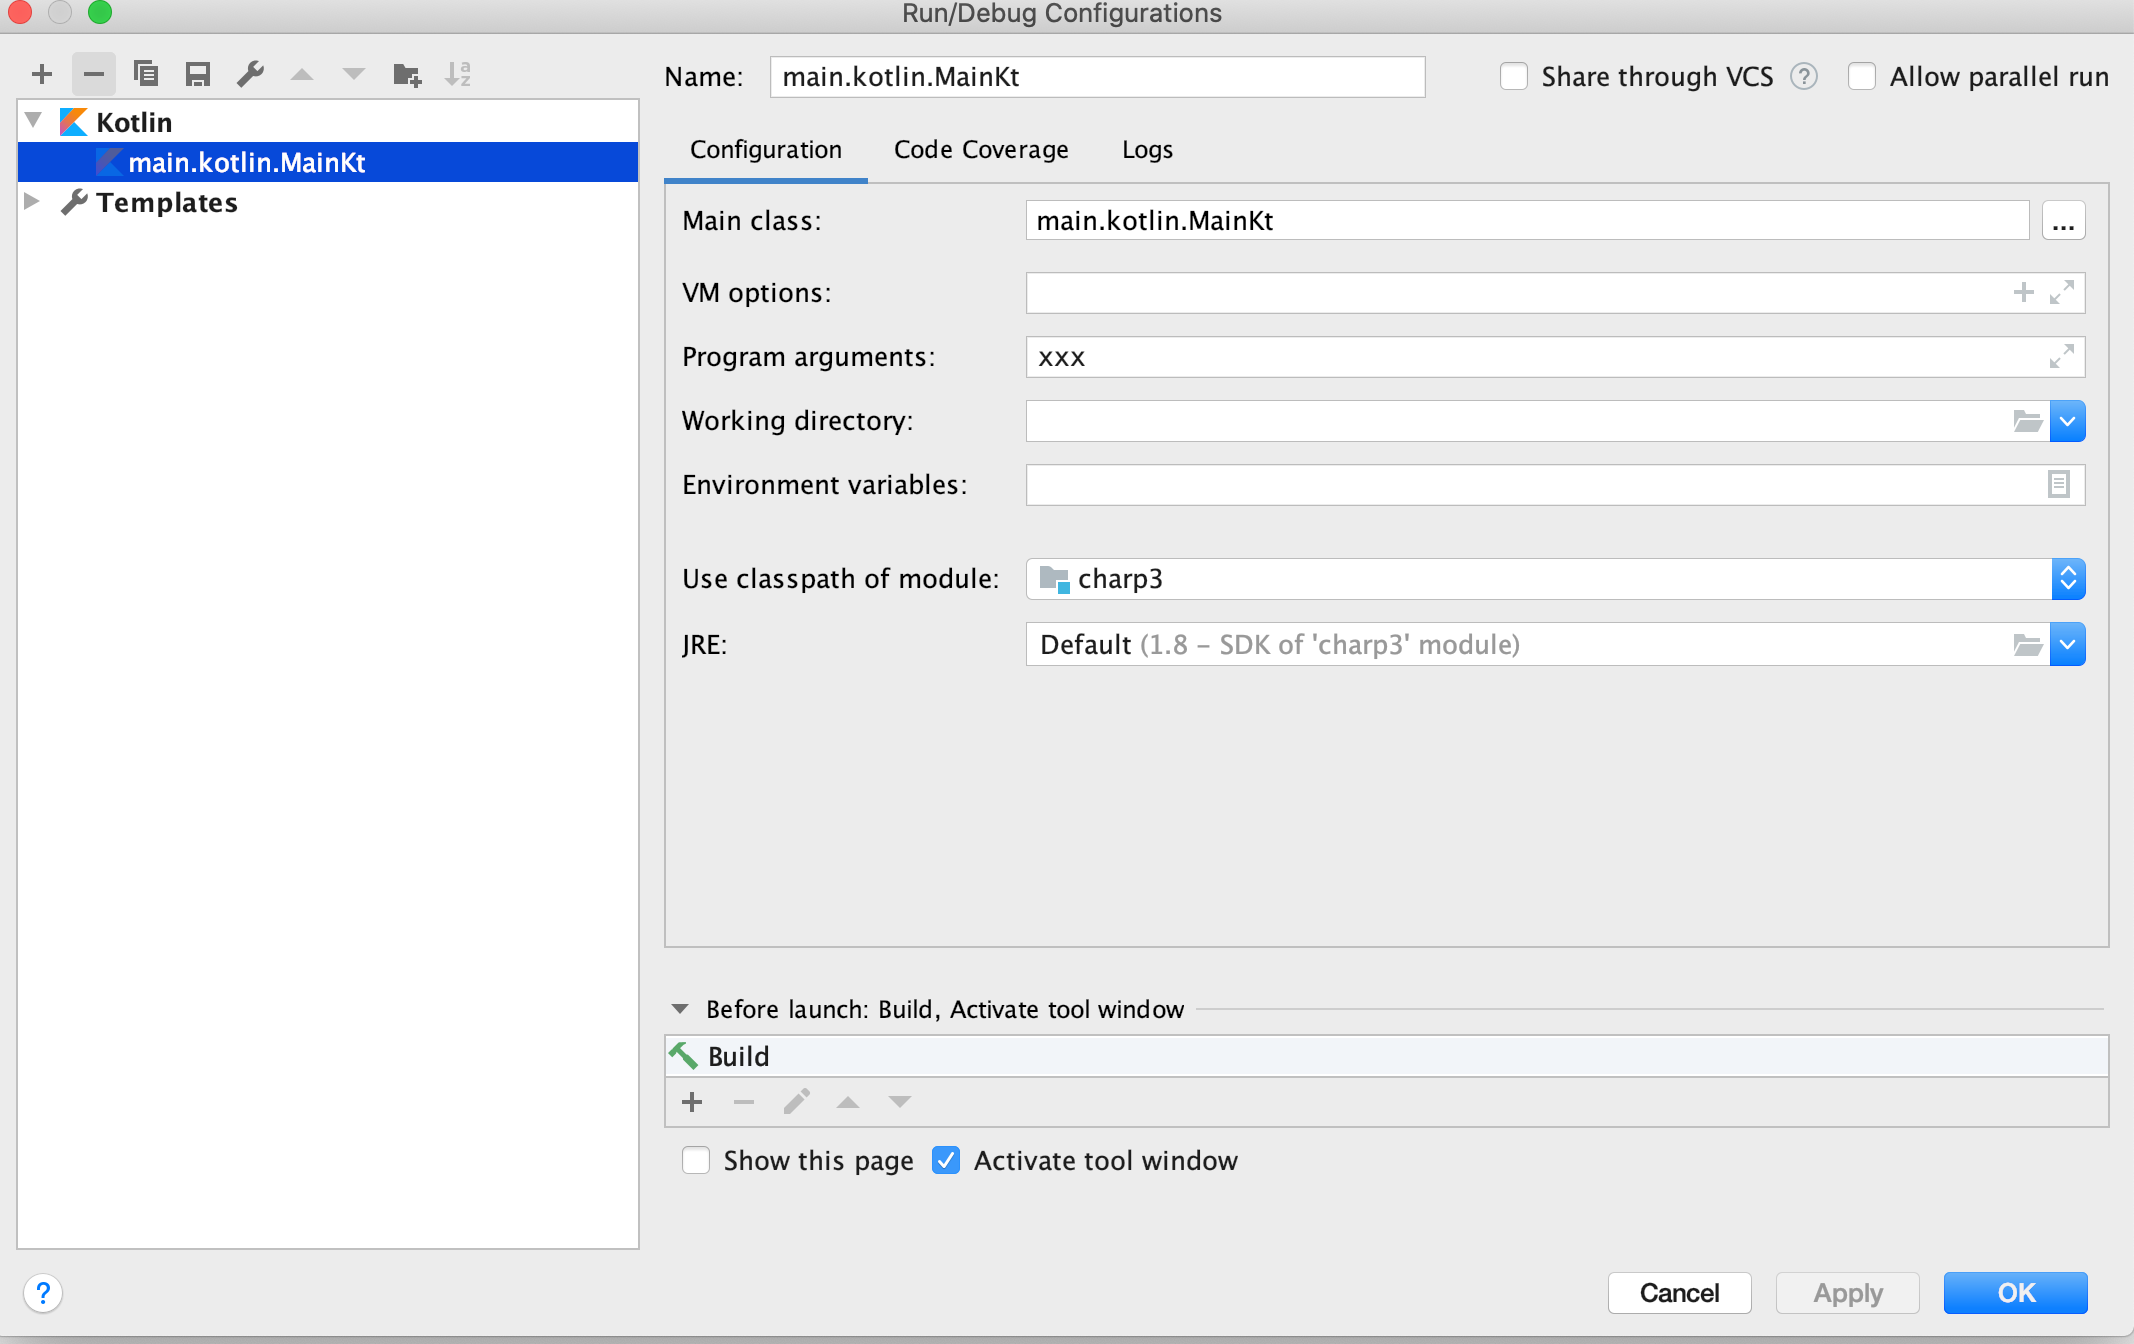 Run/Debug Configurations
Name: main.kotlin.MainKt Share through VCS ? Allow parallel run
Kotlin
main.kotlin.MainKt
Templates
Configuration Code Coverage Logs
Main class: main.kotlin.MainKt ...
VM options:
Program arguments: xxx
Working directory:
Environment variables:
Use classpath of module: charp3
JRE: Default (1.8 – SDK of 'charp3' module)
Before launch: Build, Activate tool window
Build
Show this page Activate tool window
? Cancel Apply OK